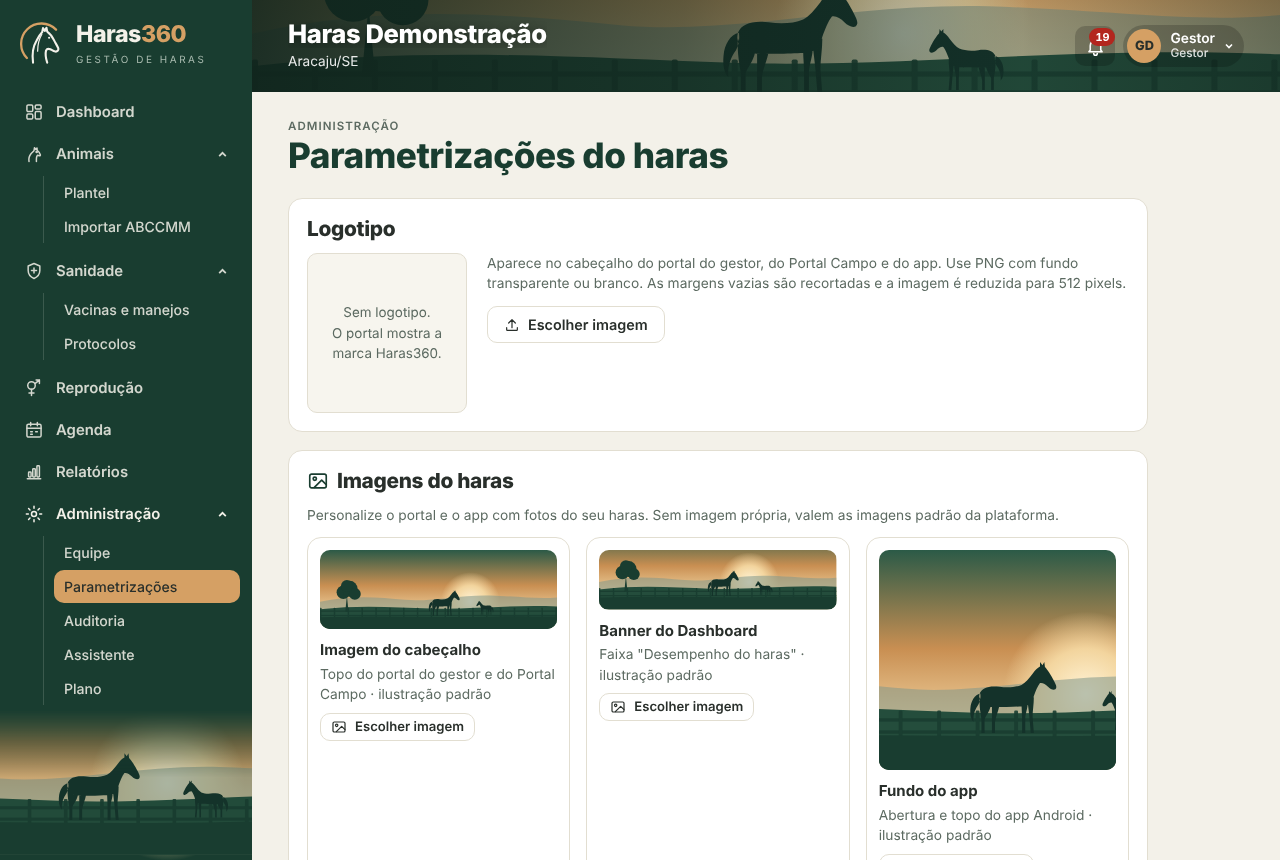 Haras360
GESTÃO DE HARAS
Dashboard
Animais
Plantel
Importar ABCCMM
Sanidade
Vacinas e manejos
Protocolos
Reprodução
Agenda
Relatórios
Administração
Equipe
Parametrizações
Auditoria
Assistente
Plano
Haras Demonstração
Aracaju/SE
19
GD
Gestor
Gestor
ADMINISTRAÇÃO
Parametrizações do haras
Logotipo
Sem logotipo.
O portal mostra a
marca Haras360.
Aparece no cabeçalho do portal do gestor, do Portal Campo e do app. Use PNG com fundo
transparente ou branco. As margens vazias são recortadas e a imagem é reduzida para 512 pixels.
Escolher imagem
Imagens do haras
Personalize o portal e o app com fotos do seu haras. Sem imagem própria, valem as imagens padrão da plataforma.
Imagem do cabeçalho
Topo do portal do gestor e do Portal
Campo · ilustração padrão
Escolher imagem
Banner do Dashboard
Faixa "Desempenho do haras" ·
ilustração padrão
Escolher imagem
Fundo do app
Abertura e topo do app Android ·
ilustração padrão